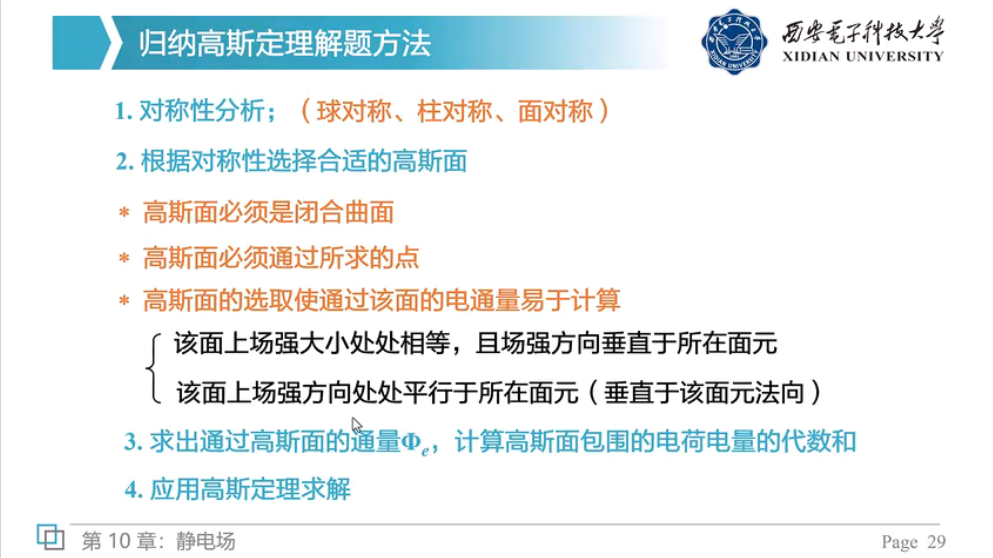 归纳高斯定理解题方法
西安电子科技大学
XIDIAN UNIVERSITY
1. 对称性分析；（球对称、柱对称、面对称）
2. 根据对称性选择合适的高斯面
* 高斯面必须是闭合曲面
* 高斯面必须通过所求的点
* 高斯面的选取使通过该面的电通量易于计算
该面上场强大小处处相等，且场强方向垂直于所在面元
该面上场强方向处处平行于所在面元（垂直于该面元法向）
3. 求出通过高斯面的通量Φe，计算高斯面包围的电荷电量的代数和
4. 应用高斯定理求解
第 10 章：静电场
Page 29